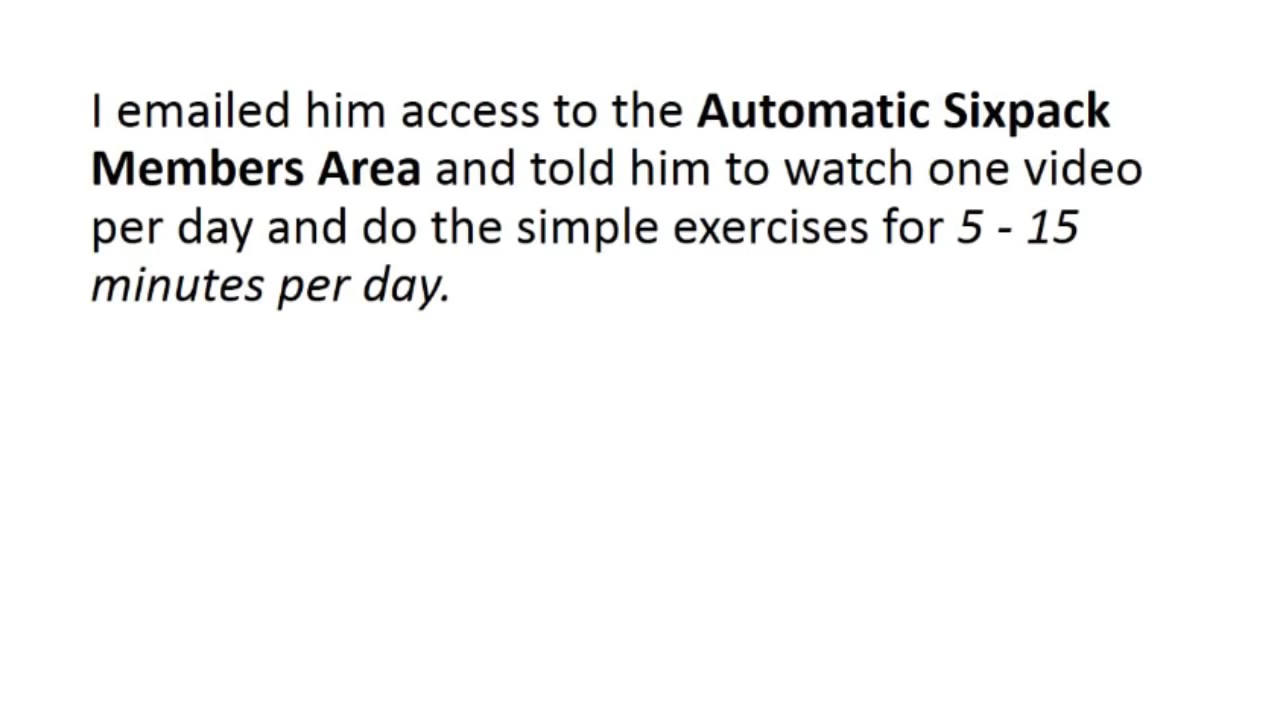 I emailed him access to the Automatic Sixpack
Members Area and told him to watch one video
per day and do the simple exercises for 5 - 15
minutes per day.